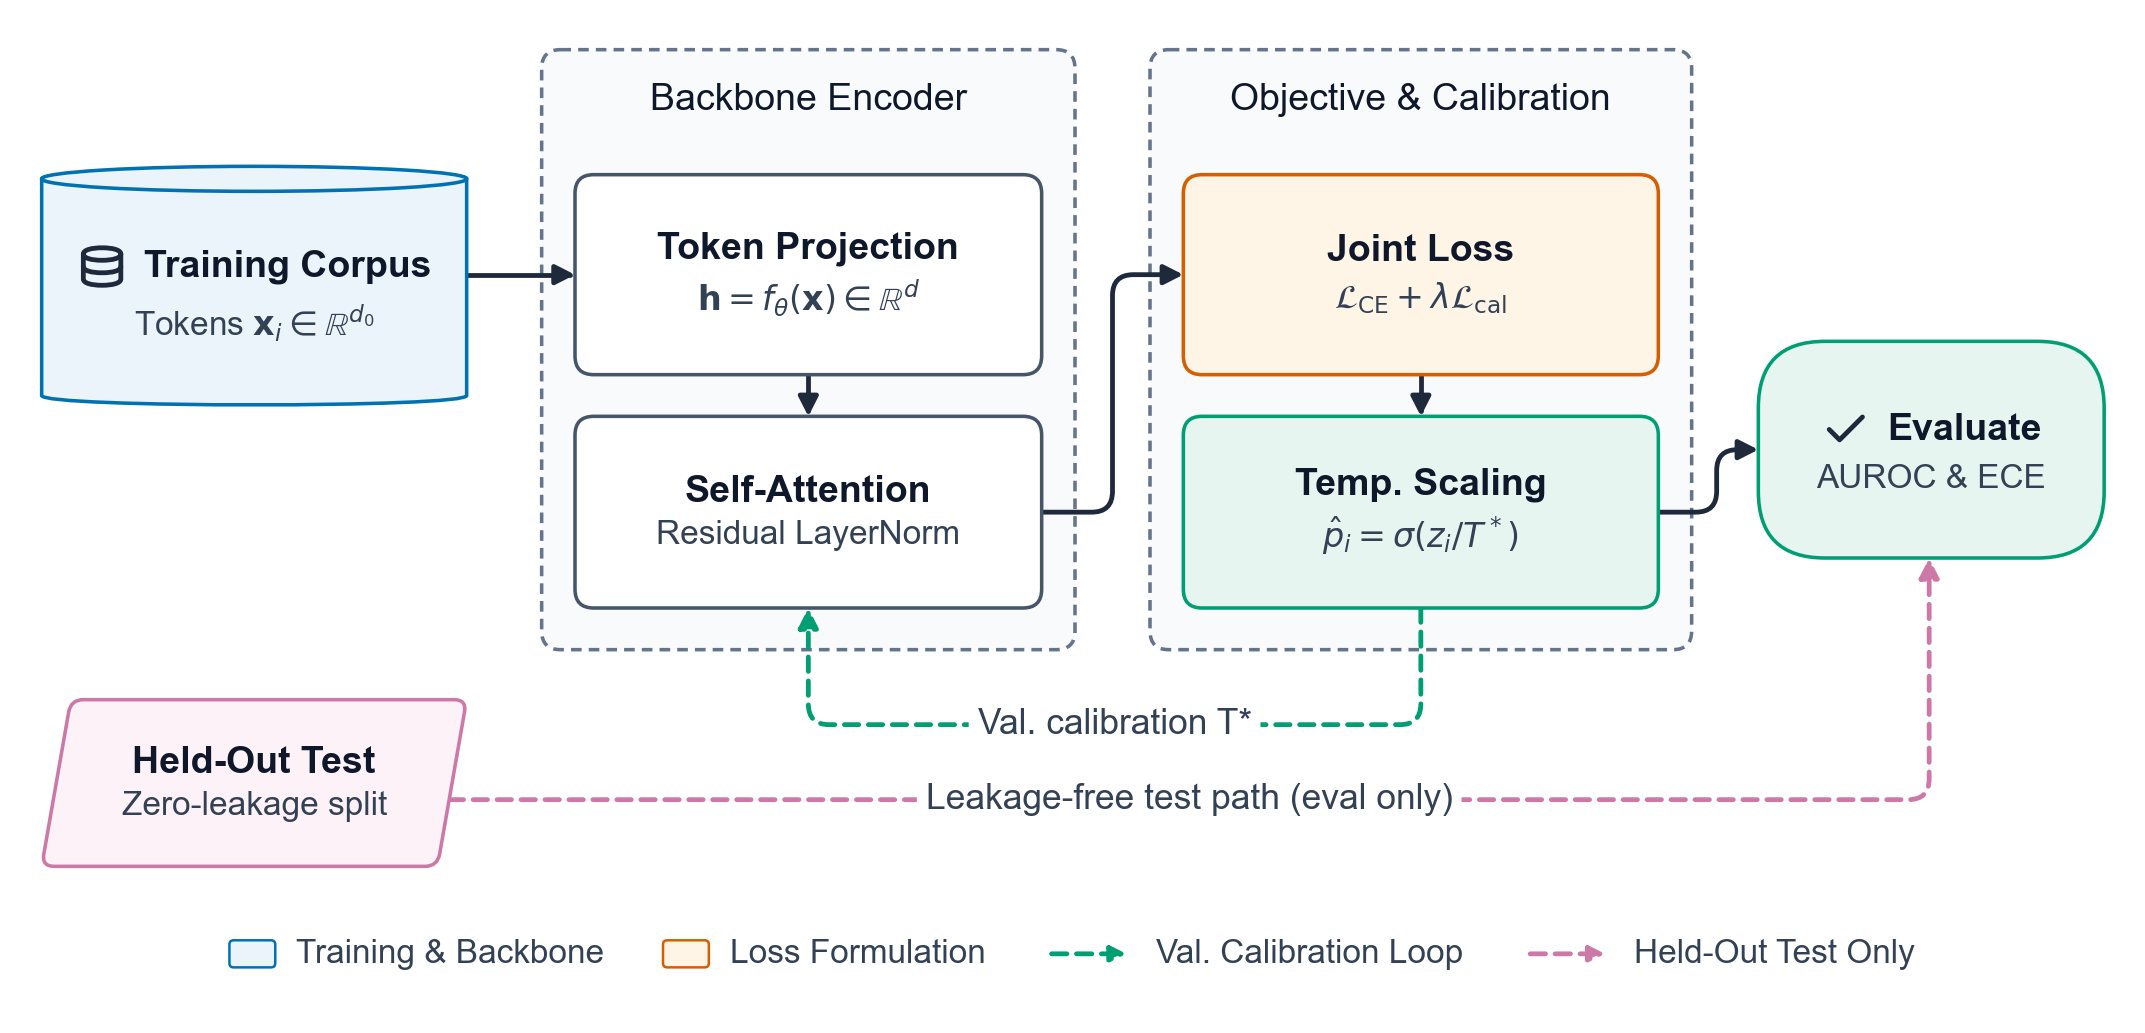 Backbone Encoder
Objective & Calibration
Training Corpus
Tokens 𝐱ᵢ ∈ ℝ^{d₀}
Token Projection
𝐡 = f_θ(𝐱) ∈ ℝ^d
Self-Attention
Residual LayerNorm
Joint Loss
ℒ_CE + λℒ_cal
Temp. Scaling
p̂ᵢ = σ(zᵢ/T*)
Evaluate
AUROC & ECE
Val. calibration T*
Held-Out Test
Zero-leakage split
Leakage-free test path (eval only)
Training & Backbone
Loss Formulation
Val. Calibration Loop
Held-Out Test Only